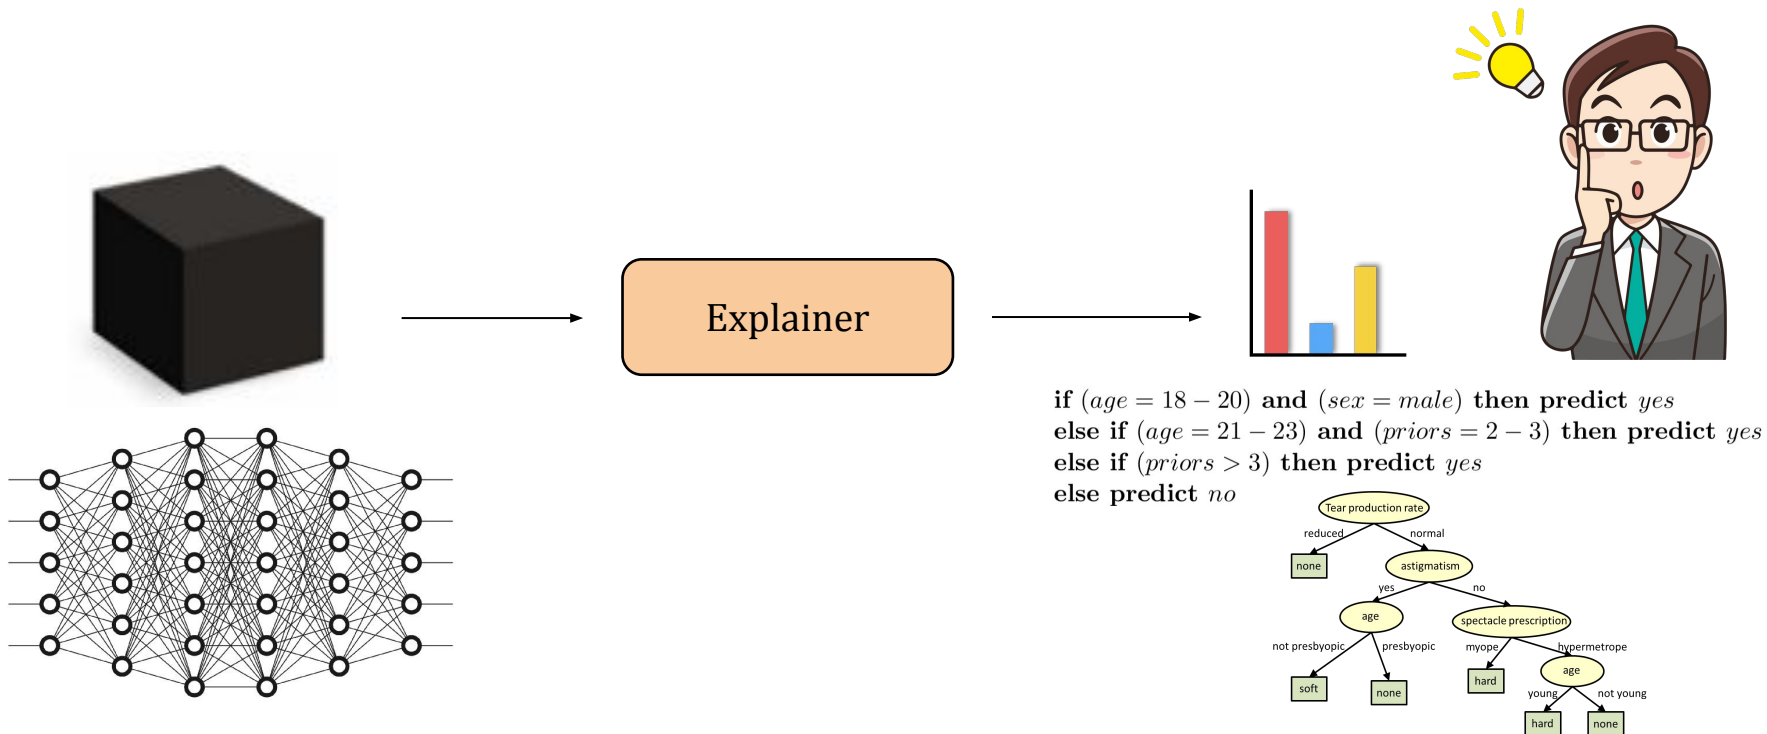 Explainer
if (age = 18 − 20) and (sex = male) then predict yes
else if (age = 21 − 23) and (priors = 2 − 3) then predict yes
else if (priors > 3) then predict yes
else predict no
Tear production rate
reduced normal
none astigmatism
yes no
age spectacle prescription
not presbyopic presbyopic myope hypermetrope
soft none hard age
young not young
hard none